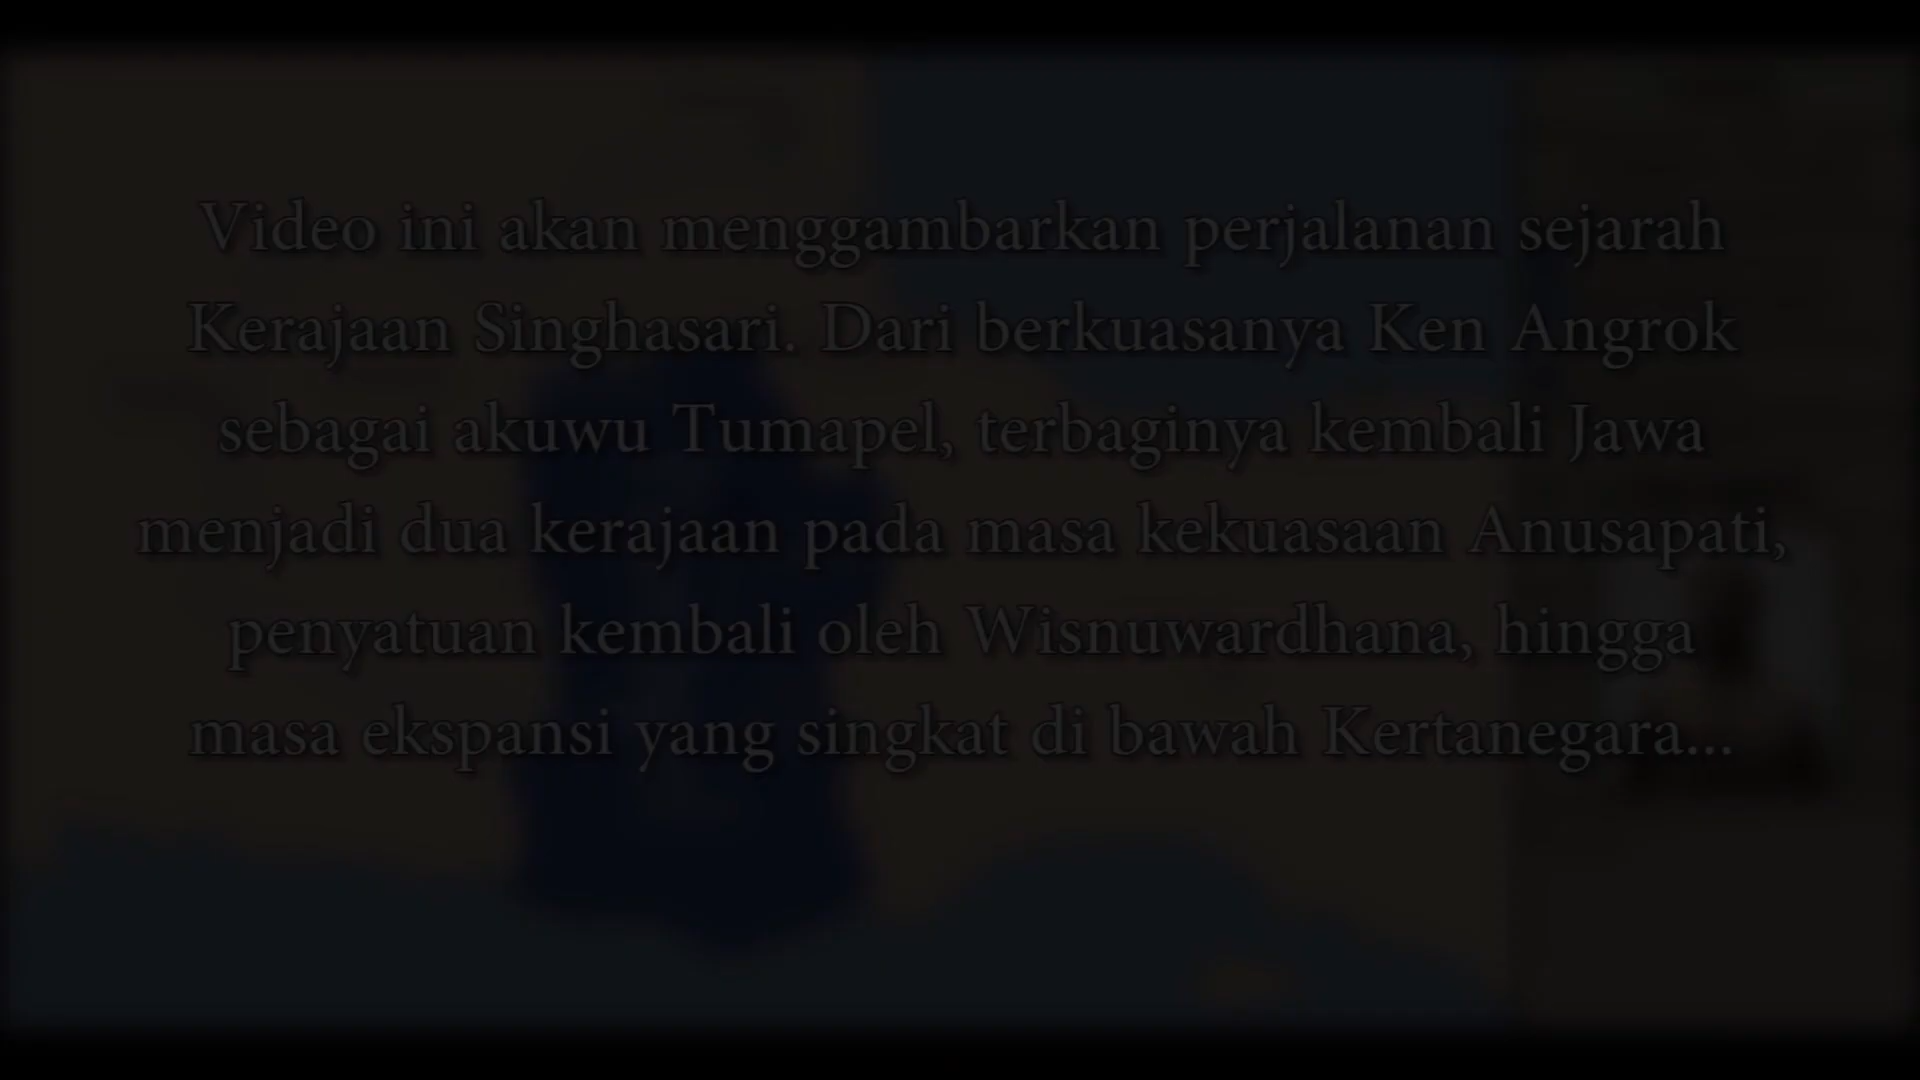 Video ini akan menggambarkan perjalanan sejarah
Kerajaan Singhasari. Dari berkuasanya Ken Angrok
sebagai akuwu Tumapel, terbaginya kembali Jawa
menjadi dua kerajaan pada masa kekuasaan Anusapati,
penyatuan kembali oleh Wisnuwardhana, hingga
masa ekspansi yang singkat di bawah Kertanegara...